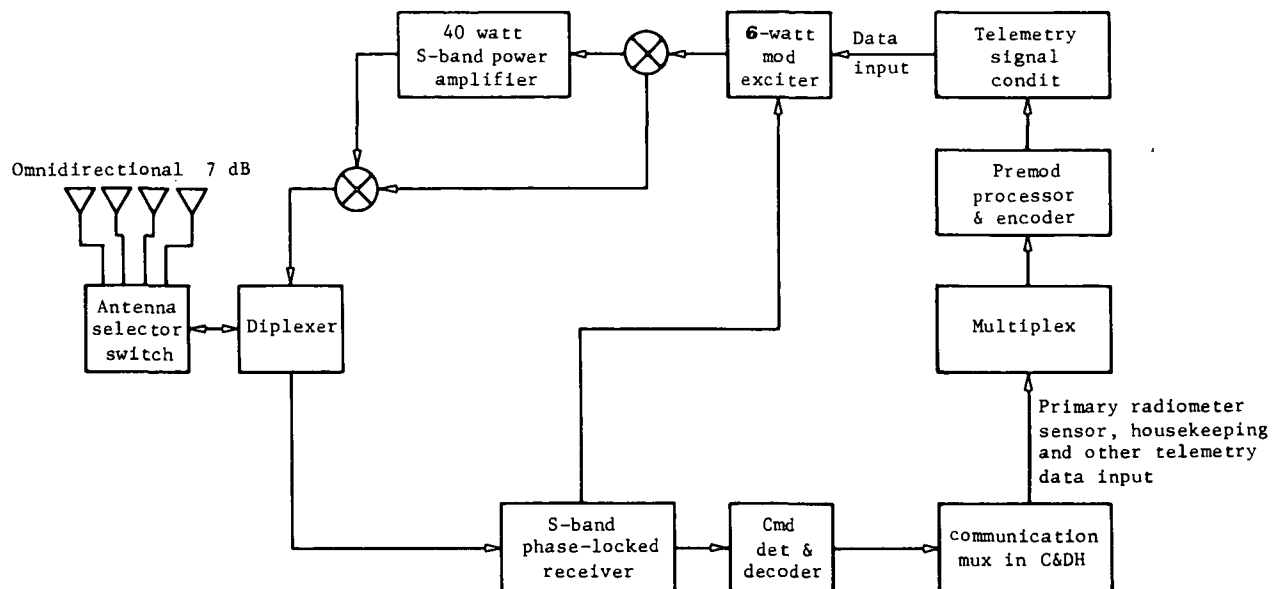 40 watt
S-band power
amplifier
6-watt
mod
exciter
Data
input
Telemetry
signal
condit
Omnidirectional 7 dB
Premod
processor
& encoder
Antenna
selector
switch
Diplexer
Multiplex
Primary radiometer
sensor, housekeeping
and other telemetry
data input
S-band
phase-locked
receiver
Cmd
det &
decoder
communication
mux in C&DH